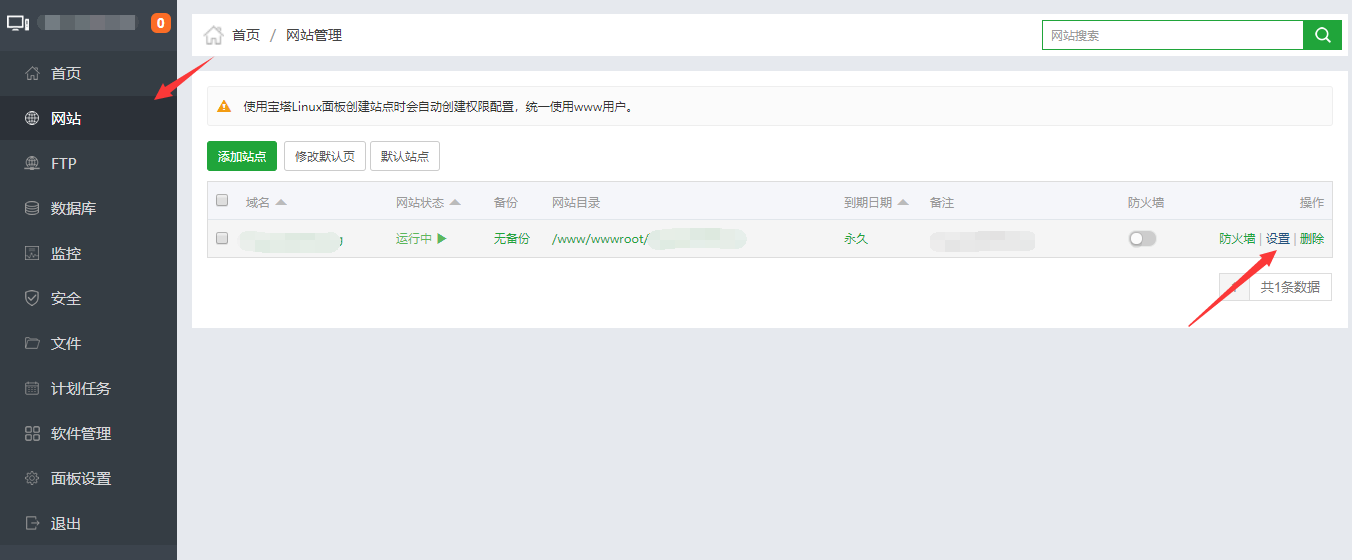 0
首页 / 网站管理
网站搜索
首页
网站
FTP
数据库
监控
安全
文件
计划任务
软件管理
面板设置
退出
使用宝塔Linux面板创建站点时会自动创建权限配置，统一使用www用户。
添加站点 修改默认页 默认站点
域名 网站状态 备份 网站目录 到期日期 备注 防火墙 操作
运行中 无备份 /www/wwwroot/ 永久 防火墙 | 设置 | 删除
共1条数据